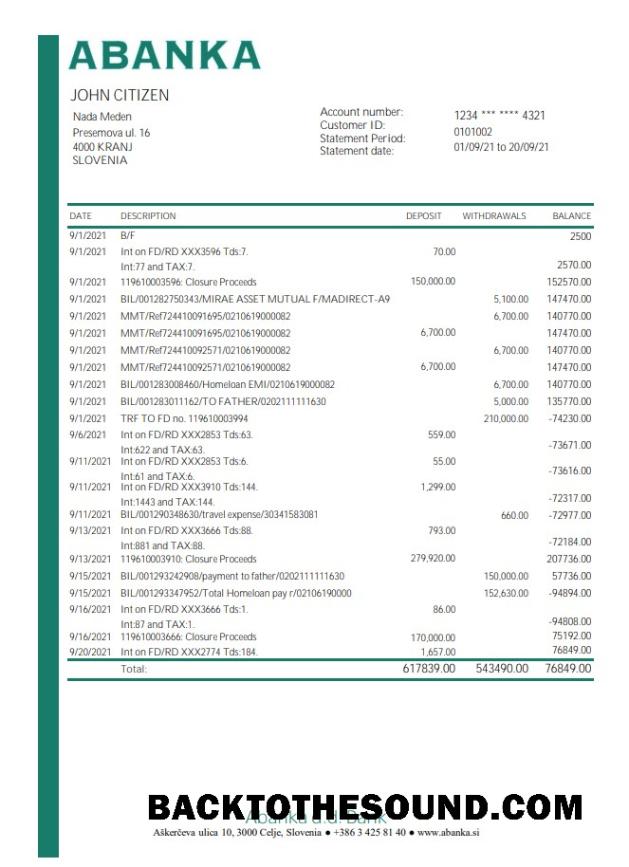 ABANKA
JOHN CITIZEN
Nada Meden
Presernova ul. 16
4000 KRANJ
SLOVENIA
Account number: 1234 *** **** 4321
Customer ID: 0101002
Statement Period: 01/09/21 to 20/09/21
Statement date:
DATE DESCRIPTION DEPOSIT WITHDRAWALS BALANCE
9/1/2021 B/F 2500
9/1/2021 Int on FD/RD XXX3596 Tds:7. 70.00
Int:77 and TAX:7. 2570.00
9/1/2021 119610003596: Closure Proceeds 150,000.00 152570.00
9/1/2021 BIL/001282750343/MIRAE ASSET MUTUAL F/MADIRECT-A9 5,100.00 147470.00
9/1/2021 MMT/Ref724410091695/0210619000082 6,700.00 140770.00
9/1/2021 MMT/Ref724410091695/0210619000082 6,700.00 147470.00
9/1/2021 MMT/Ref724410092571/0210619000082 6,700.00 140770.00
9/1/2021 MMT/Ref724410092571/0210619000082 6,700.00 147470.00
9/1/2021 BIL/001283008460/Homeloan EMI/0210619000082 6,700.00 140770.00
9/1/2021 BIL/001283011162/TO FATHER/0202111111630 5,000.00 135770.00
9/1/2021 TRF TO FD no. 119610003994 210,000.00 -74230.00
9/6/2021 Int on FD/RD XXX2853 Tds:63. 559.00
Int:622 and TAX:63. -73671.00
9/11/2021 Int on FD/RD XXX2853 Tds:6. 55.00
Int:61 and TAX:6. -73616.00
9/11/2021 Int on FD/RD XXX3910 Tds:144. 1,299.00
Int:1443 and TAX:144. -72317.00
9/11/2021 BIL/001290348630/travel expense/30341583081 660.00 -72977.00
9/13/2021 Int on FD/RD XXX3666 Tds:88. 793.00
Int:881 and TAX:88. -72184.00
9/13/2021 119610003910: Closure Proceeds 279,920.00 207736.00
9/15/2021 BIL/001293242908/payment to father/0202111111630 150,000.00 57736.00
9/15/2021 BIL/001293347952/Total Homeloan pay r/02106190000 152,630.00 -94894.00
9/16/2021 Int on FD/RD XXX3666 Tds:1. 86.00
Int:87 and TAX:1. -94808.00
9/16/2021 119610003666: Closure Proceeds 170,000.00 75192.00
9/20/2021 Int on FD/RD XXX2774 Tds:184. 1,657.00 76849.00
Total: 617839.00 543490.00 76849.00
BACKTOTHESOUND.COM
Abanka d.d. Bank
Aškerčeva ulica 10, 3000 Celje, Slovenia ● +386 3 425 81 40 ● www.abanka.si